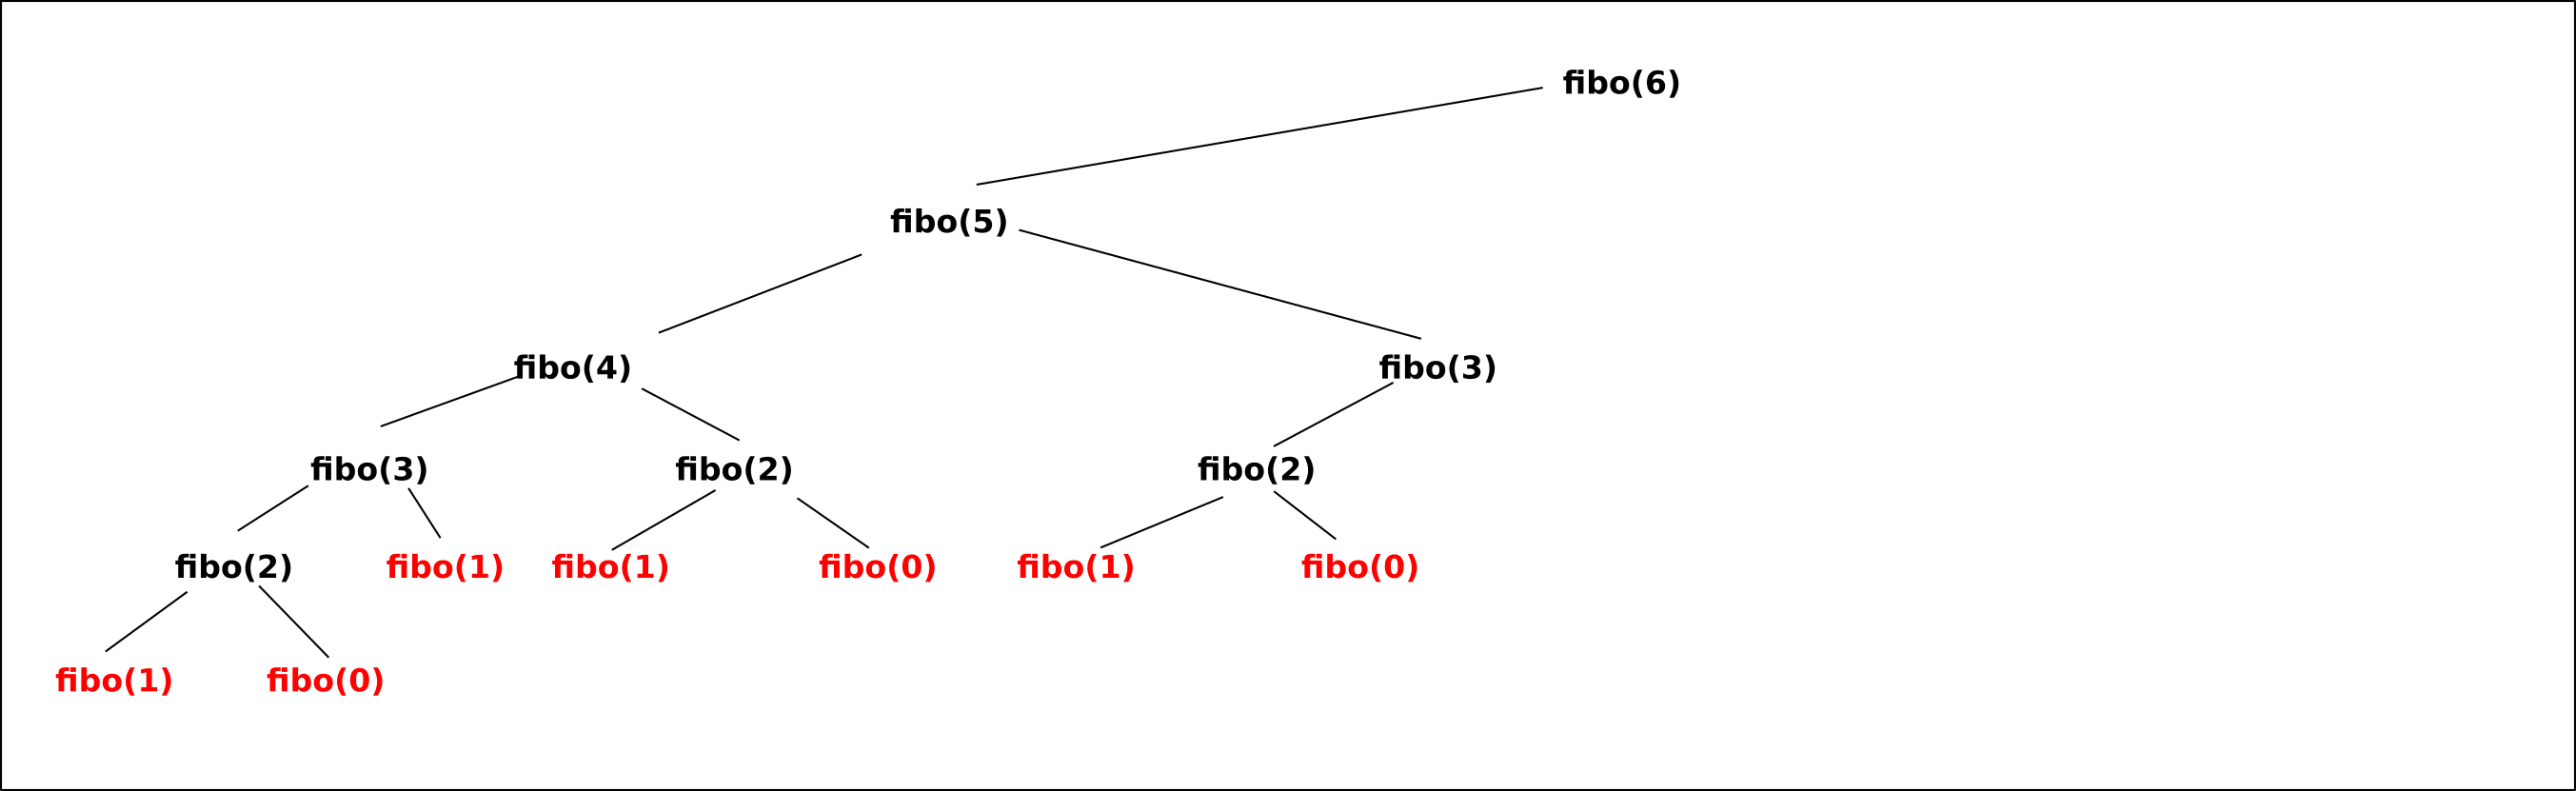 fibo(6)
fibo(5)
fibo(4) fibo(3)
fibo(3) fibo(2) fibo(2)
fibo(2) fibo(1) fibo(1) fibo(0) fibo(1) fibo(0)
fibo(1) fibo(0)